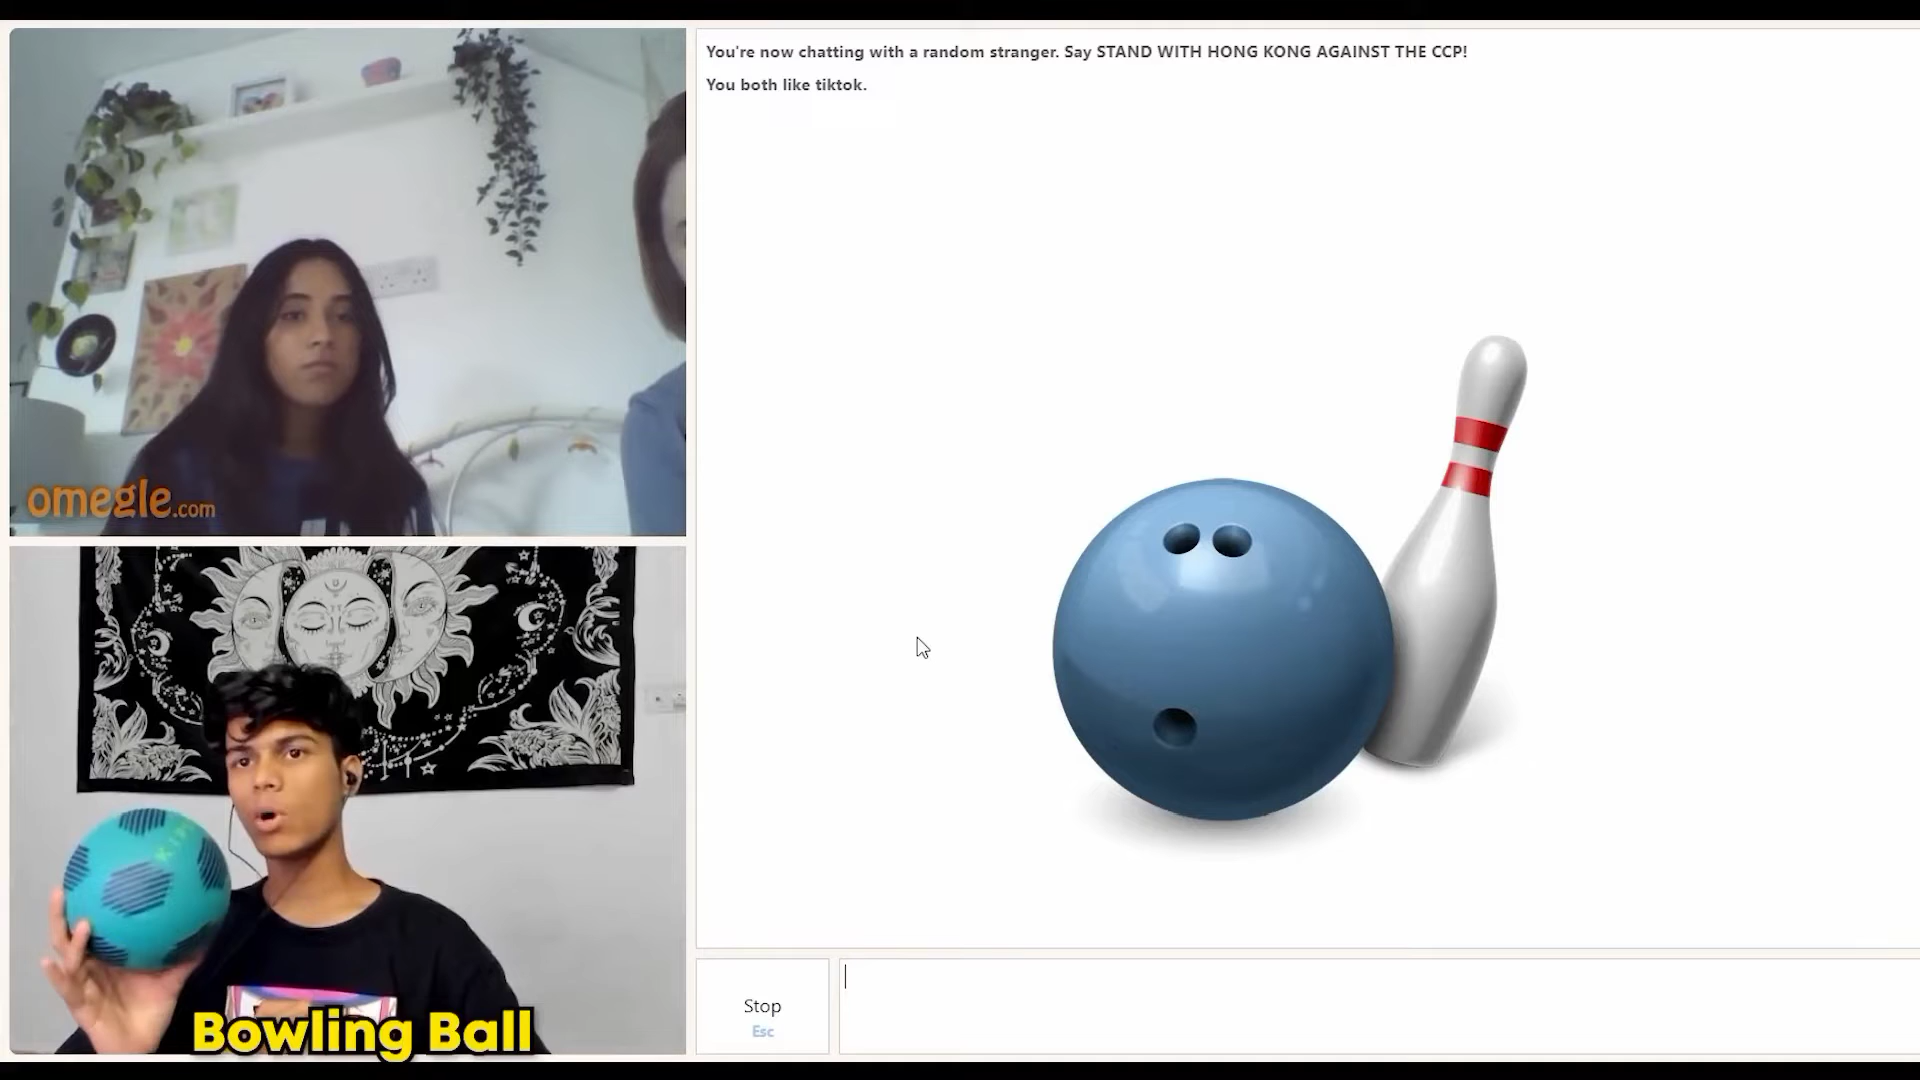 You're now chatting with a random stranger. Say STAND WITH HONG KONG AGAINST THE CCP!
You both like tiktok.
omegle.com
Bowling Ball
Stop
Esc